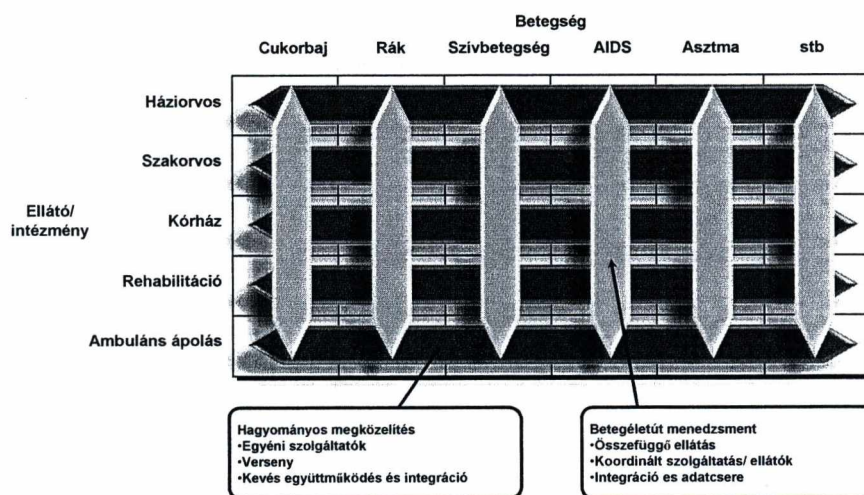 Betegség
Cukorbaj Rák Szivbetegség AIDS Asztma stb
Háziorvos
Szakorvos
Ellátó/
intézmény
Kórház
Rehabilitáció
Ambuláns ápolás
Hagyományos megközelítés
•Egyéni szolgáltatók
•Verseny
•Kevés együttműködés és integráció
Betegéletút menedzsment
•Összefüggő ellátás
•Koordinált szolgáltatás/ ellátók
•Integráció es adatcsere